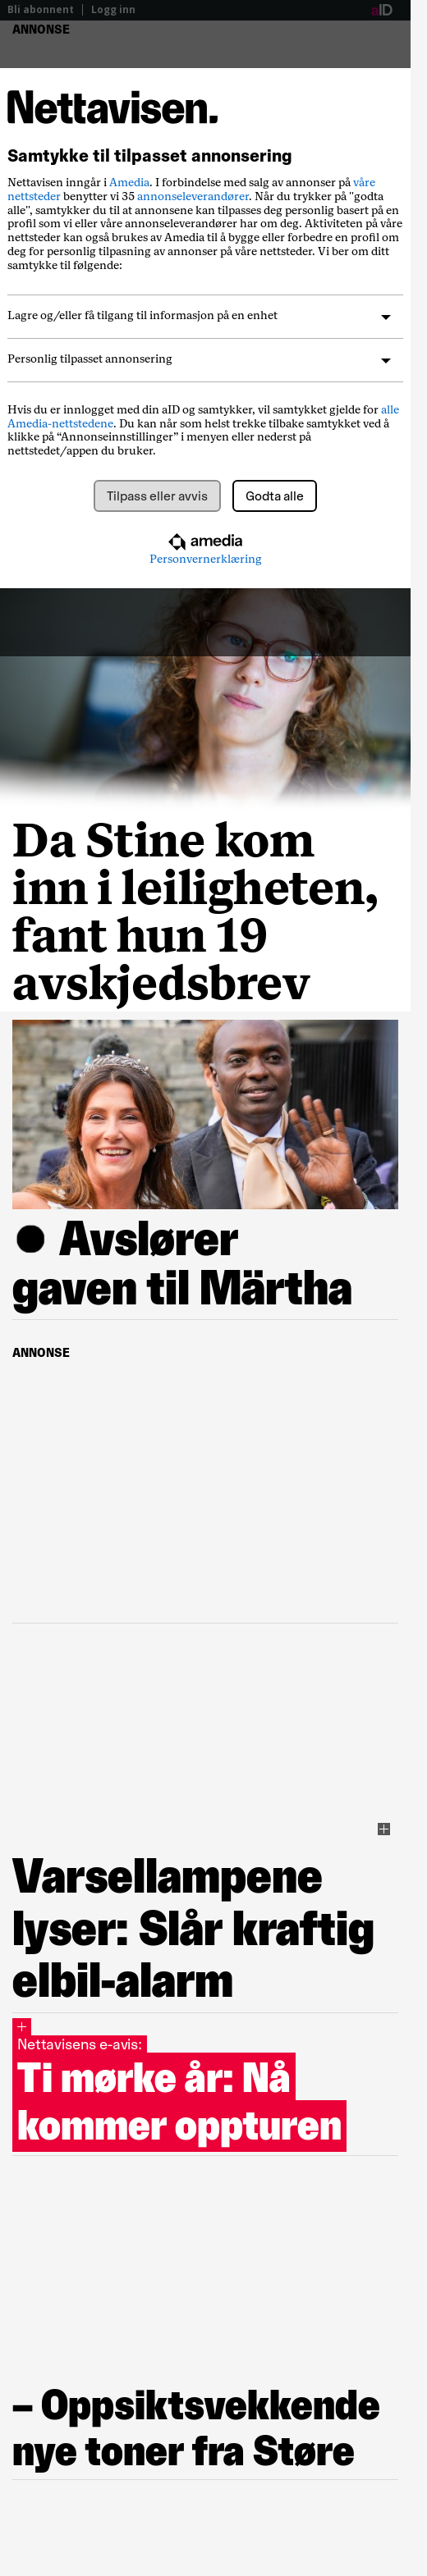 Bli abonnent
Logg inn
aID
ANNONSE
Nettavisen.
Samtykke til tilpasset annonsering
Nettavisen inngår i Amedia. I forbindelse med salg av annonser på våre
nettsteder benytter vi 35 annonseleverandører. Når du trykker på "godta
alle", samtykker du til at annonsene kan tilpasses deg personlig basert på en
profil som vi eller våre annonseleverandører har om deg. Aktiviteten på våre
nettsteder kan også brukes av Amedia til å bygge eller forbedre en profil om
deg for personlig tilpasning av annonser på våre nettsteder. Vi ber om ditt
samtykke til følgende:
Lagre og/eller få tilgang til informasjon på en enhet
Personlig tilpasset annonsering
Hvis du er innlogget med din aID og samtykker, vil samtykket gjelde for alle
Amedia-nettstedene. Du kan når som helst trekke tilbake samtykket ved å
klikke på “Annonseinnstillinger” i menyen eller nederst på
nettstedet/appen du bruker.
Tilpass eller avvis
Godta alle
amedia
Personvernerklæring
Da Stine kom
inn i leiligheten,
fant hun 19
avskjedsbrev
Avslører
gaven til Märtha
ANNONSE
Varsellampene
lyser: Slår kraftig
elbil-alarm
Nettavisens e-avis:
Ti mørke år: Nå
kommer oppturen
– Oppsiktsvekkende
nye toner fra Støre